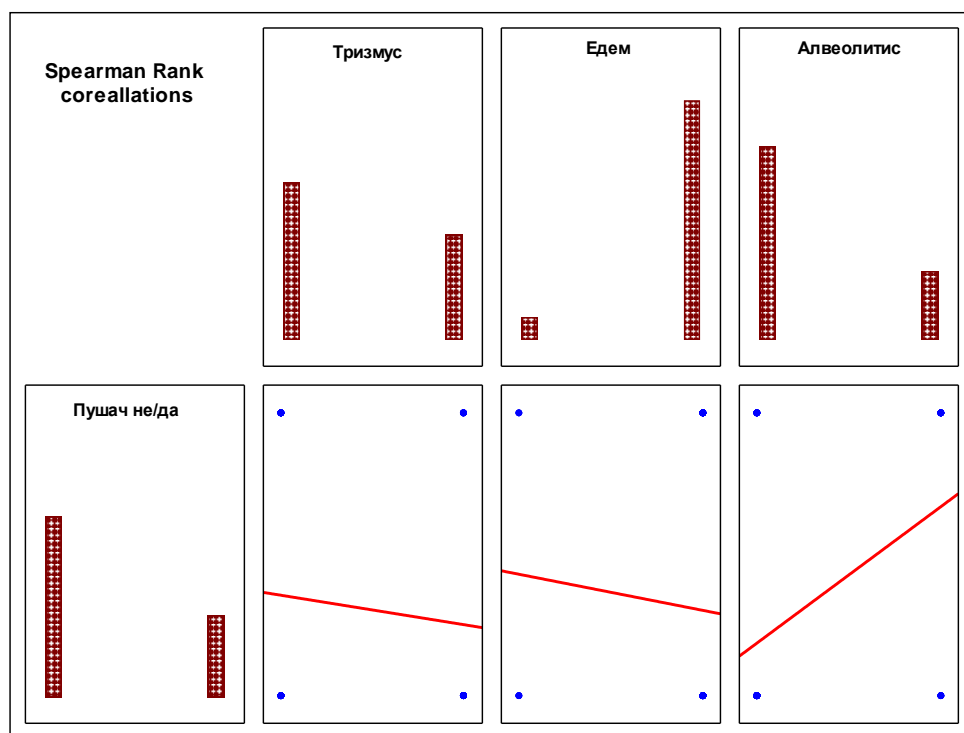 Spearman Rank
coreallations
Тризмус
Едем
Алвеолитис
Пушач не/да